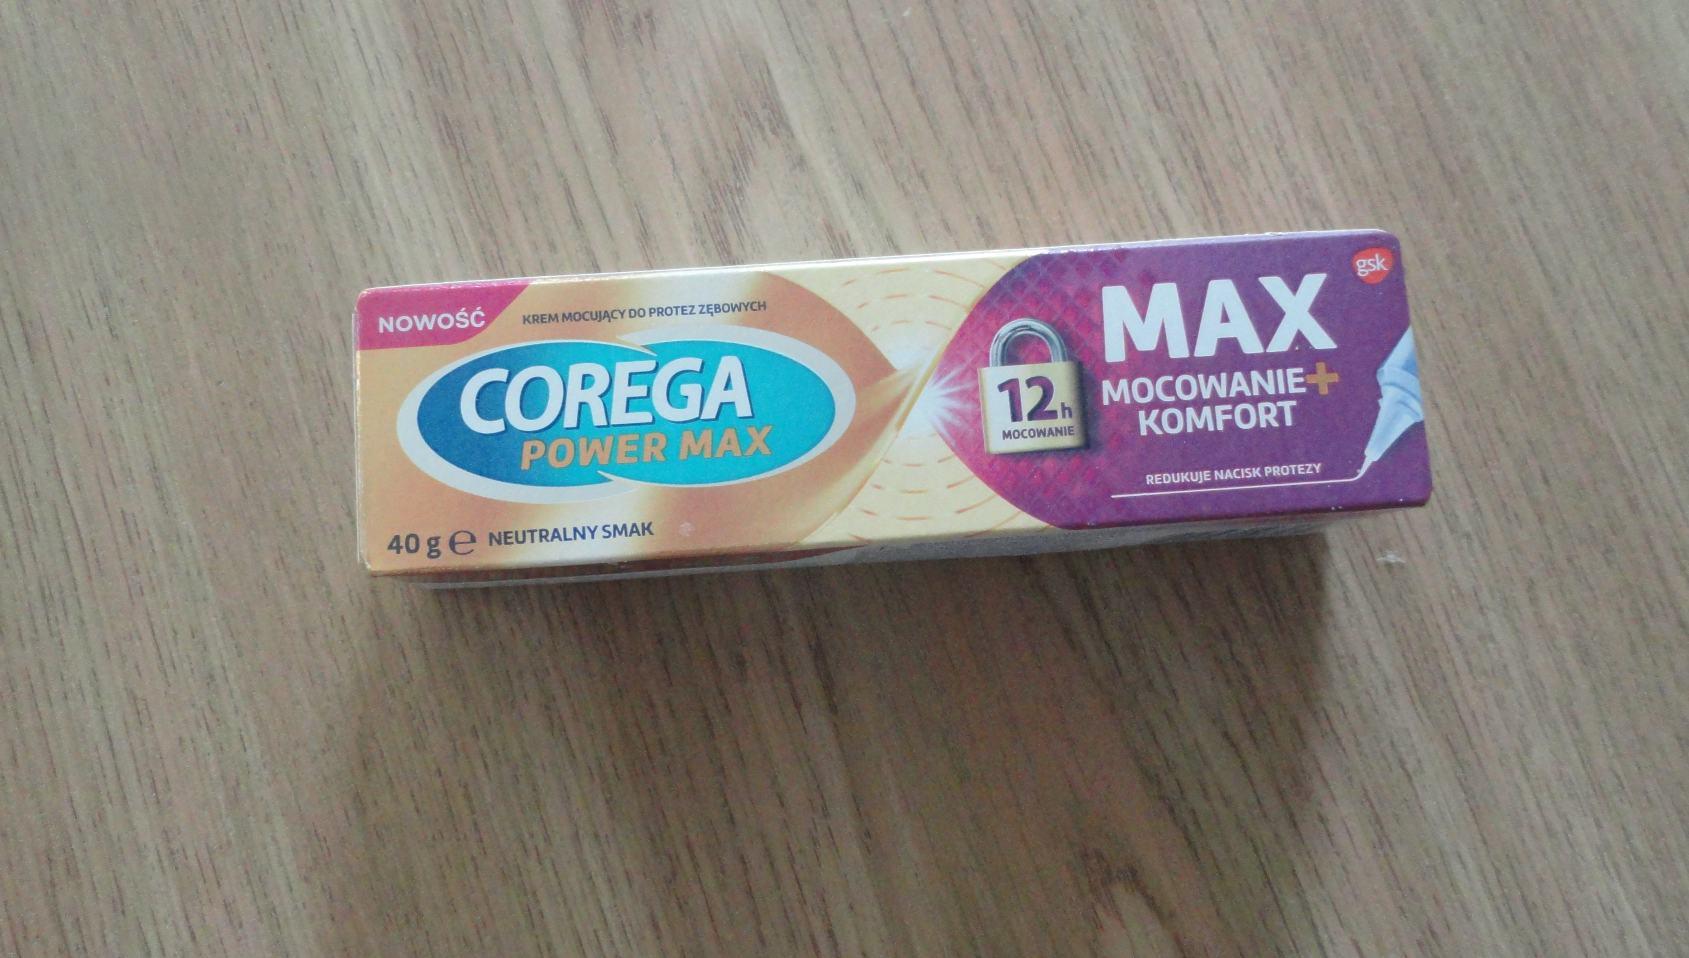 NOWOŚĆ
KREM MOCUJĄCY DO PROTEZ ZĘBOWYCH
COREGA
POWER MAX
40 g ℮ NEUTRALNY SMAK
12h
MOCOWANIE
gsk
MAX
MOCOWANIE+
KOMFORT
REDUKUJE NACISK PROTEZY